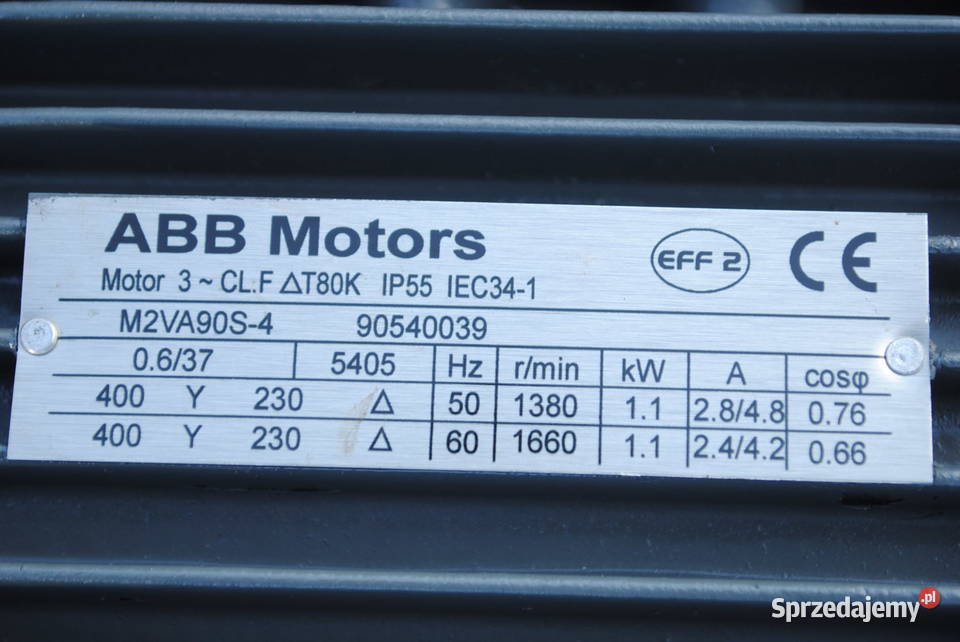 ABB Motors
EFF 2 CE
Motor 3 ~ CL.F ΔT80K IP55 IEC34-1
M2VA90S-4 90540039
0.6/37 5405 Hz r/min kW A cosφ
400 Y 230 Δ 50 1380 1.1 2.8/4.8 0.76
400 Y 230 Δ 60 1660 1.1 2.4/4.2 0.66
Sprzedajemy.pl